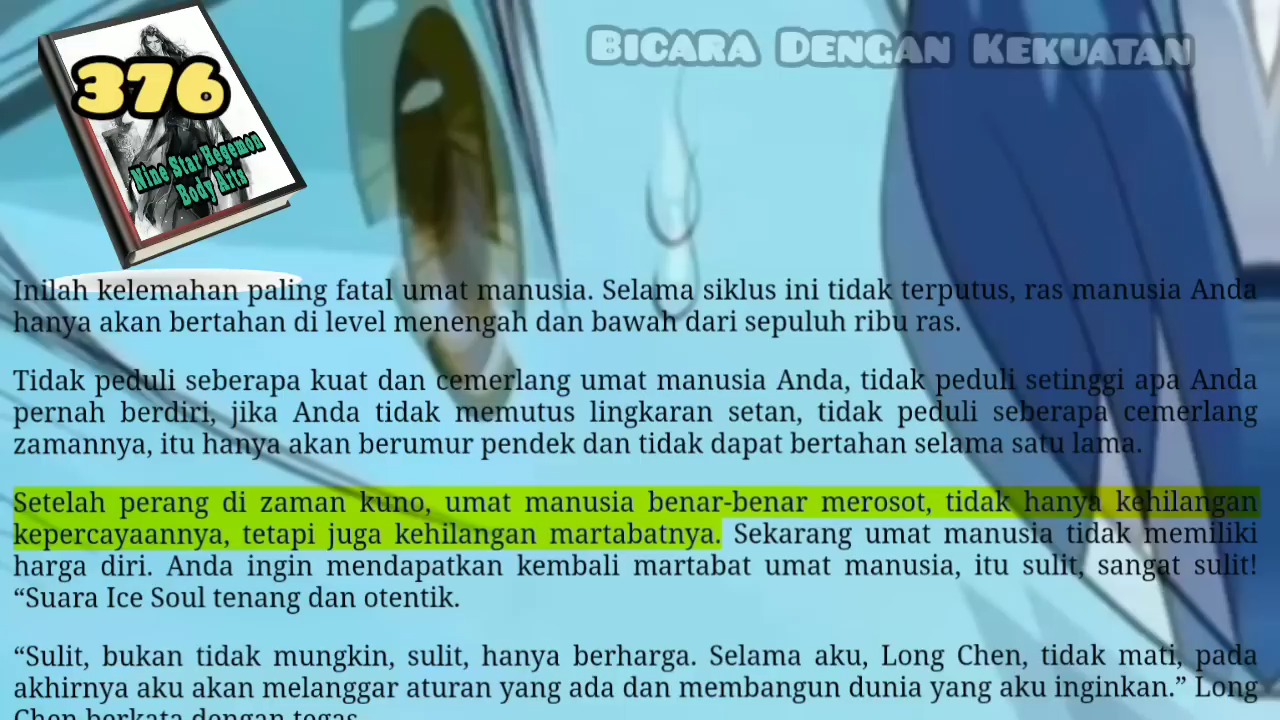 BICARA DENGAN KEKUATAN
376
Nine Star Hegemon
Body Arts
Inilah kelemahan paling fatal umat manusia. Selama siklus ini tidak terputus, ras manusia Anda
hanya akan bertahan di level menengah dan bawah dari sepuluh ribu ras.
Tidak peduli seberapa kuat dan cemerlang umat manusia Anda, tidak peduli setinggi apa Anda
pernah berdiri, jika Anda tidak memutus lingkaran setan, tidak peduli seberapa cemerlang
zamannya, itu hanya akan berumur pendek dan tidak dapat bertahan selama satu lama.
Setelah perang di zaman kuno, umat manusia benar-benar merosot, tidak hanya kehilangan
kepercayaannya, tetapi juga kehilangan martabatnya. Sekarang umat manusia tidak memiliki
harga diri. Anda ingin mendapatkan kembali martabat umat manusia, itu sulit, sangat sulit!
“Suara Ice Soul tenang dan otentik.
“Sulit, bukan tidak mungkin, sulit, hanya berharga. Selama aku, Long Chen, tidak mati, pada
akhirnya aku akan melanggar aturan yang ada dan membangun dunia yang aku inginkan.” Long
Chen berkata dengan tegas.